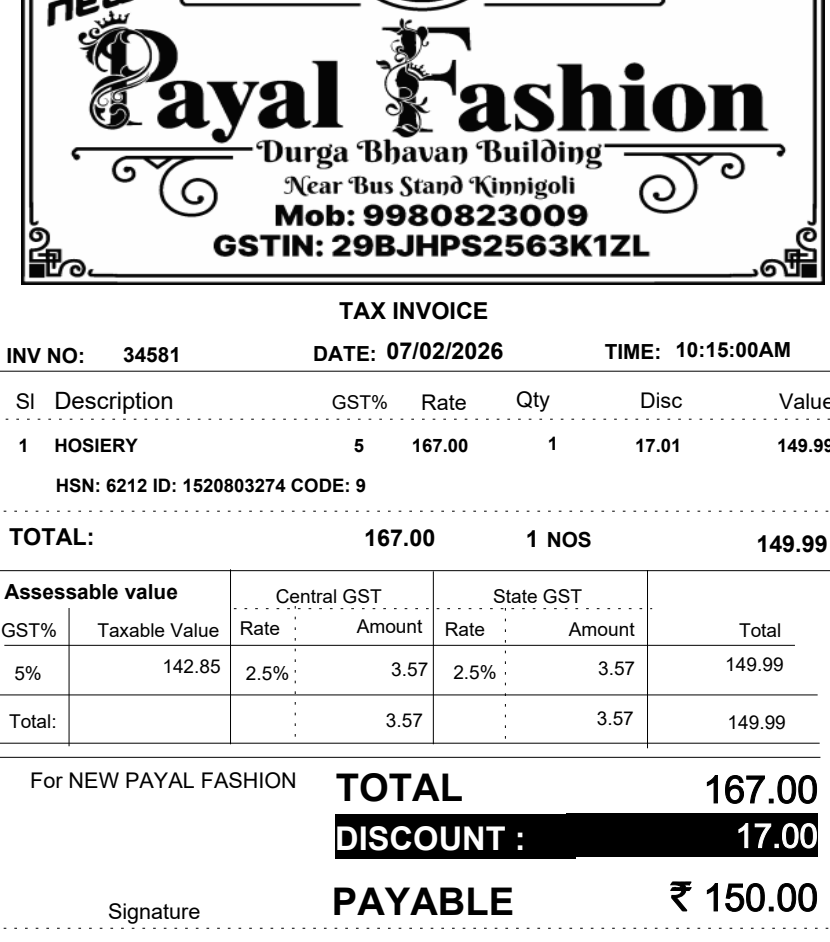 new
Payal Fashion
Durga Bhavan Building
Near Bus Stand Kinnigoli
Mob: 9980823009
GSTIN: 29BJHPS2563K1ZL
TAX INVOICE
INV NO: 34581 DATE: 07/02/2026 TIME: 10:15:00AM
Sl Description GST% Rate Qty Disc Value
1 HOSIERY 5 167.00 1 17.01 149.99
HSN: 6212 ID: 1520803274 CODE: 9
TOTAL: 167.00 1 NOS 149.99
Assessable value Central GST State GST
GST% Taxable Value Rate Amount Rate Amount Total
5% 142.85 2.5% 3.57 2.5% 3.57 149.99
Total: 3.57 3.57 149.99
For NEW PAYAL FASHION TOTAL 167.00
DISCOUNT : 17.00
Signature PAYABLE ₹ 150.00